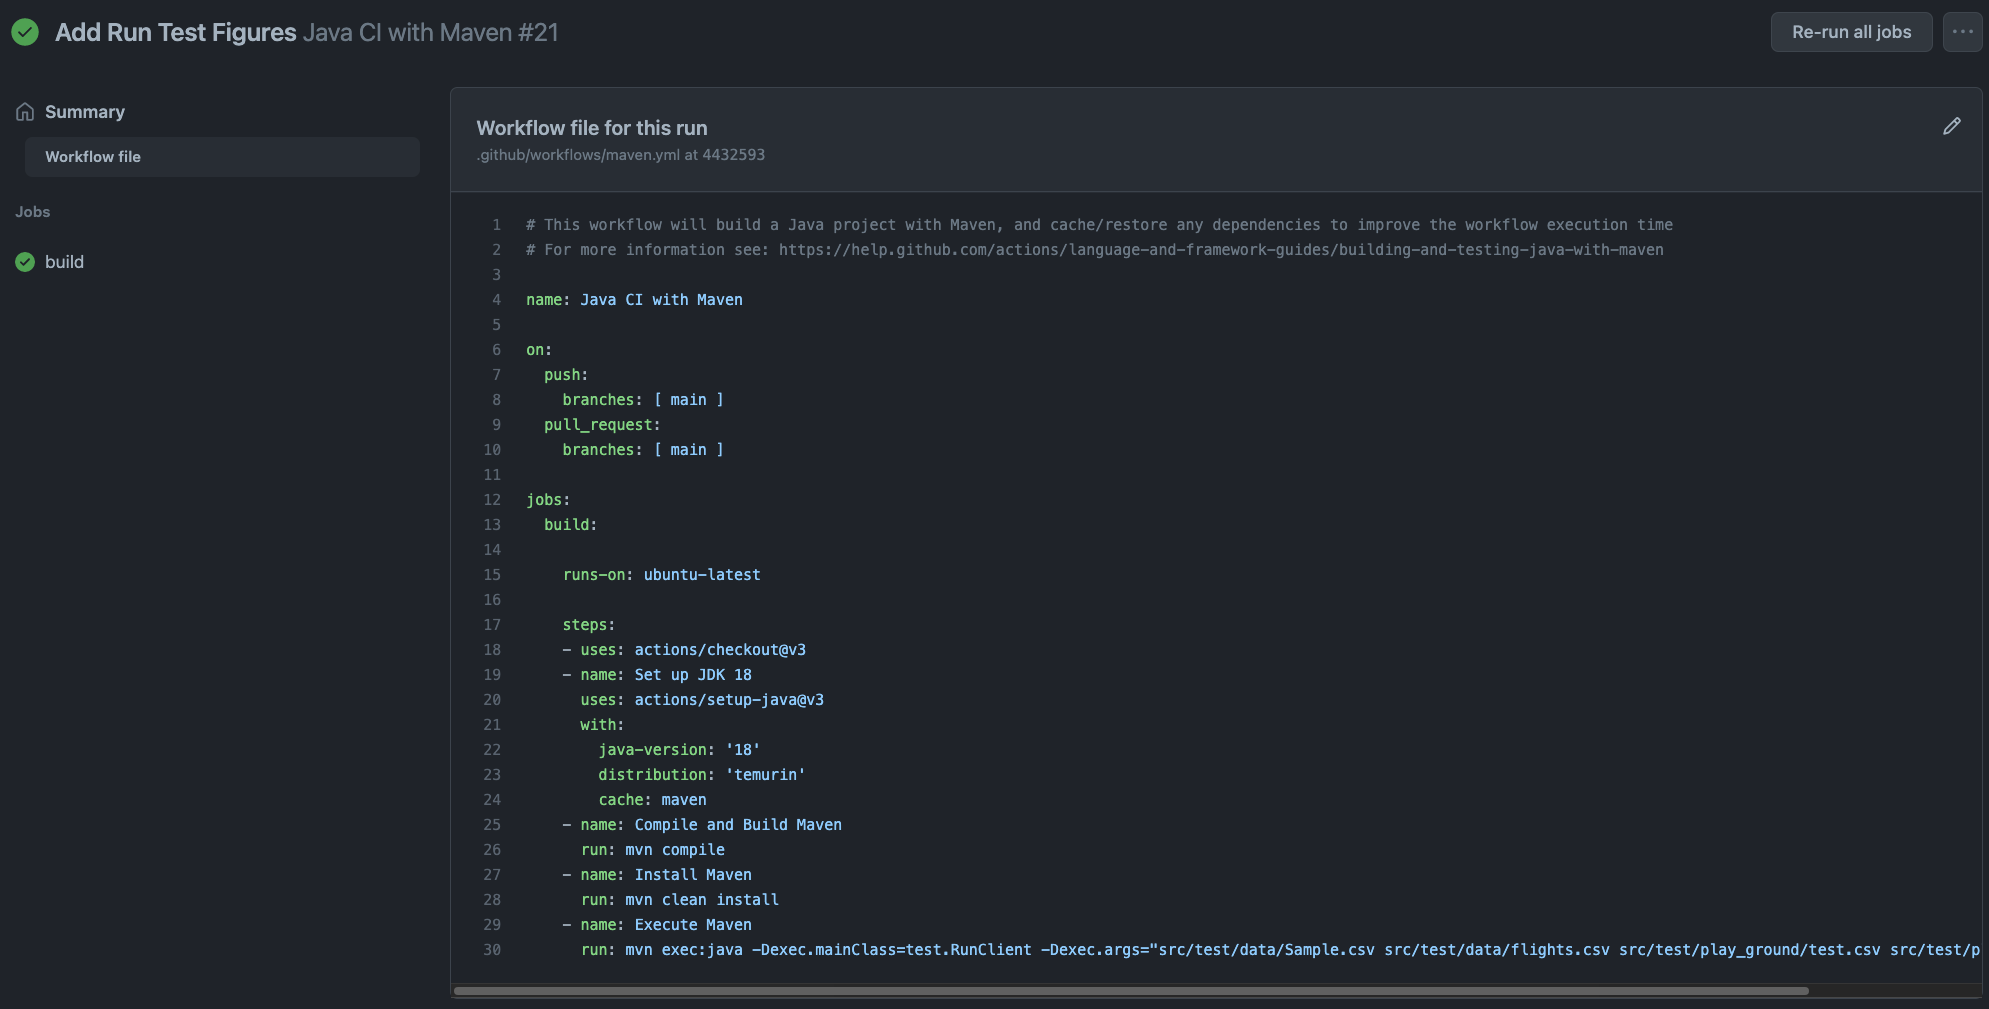 Add Run Test Figures Java CI with Maven #21
Re-run all jobs
Summary
Workflow file
Jobs
build
Workflow file for this run
.github/workflows/maven.yml at 4432593
1 # This workflow will build a Java project with Maven, and cache/restore any dependencies to improve the workflow execution time
2 # For more information see: https://help.github.com/actions/language-and-framework-guides/building-and-testing-java-with-maven
3
4 name: Java CI with Maven
5
6 on:
7   push:
8     branches: [ main ]
9   pull_request:
10     branches: [ main ]
11
12 jobs:
13   build:
14
15     runs-on: ubuntu-latest
16
17     steps:
18     - uses: actions/checkout@v3
19     - name: Set up JDK 18
20       uses: actions/setup-java@v3
21       with:
22         java-version: '18'
23         distribution: 'temurin'
24         cache: maven
25     - name: Compile and Build Maven
26       run: mvn compile
27     - name: Install Maven
28       run: mvn clean install
29     - name: Execute Maven
30       run: mvn exec:java -Dexec.mainClass=test.RunClient -Dexec.args="src/test/data/Sample.csv src/test/data/flights.csv src/test/play_ground/test.csv src/test/p